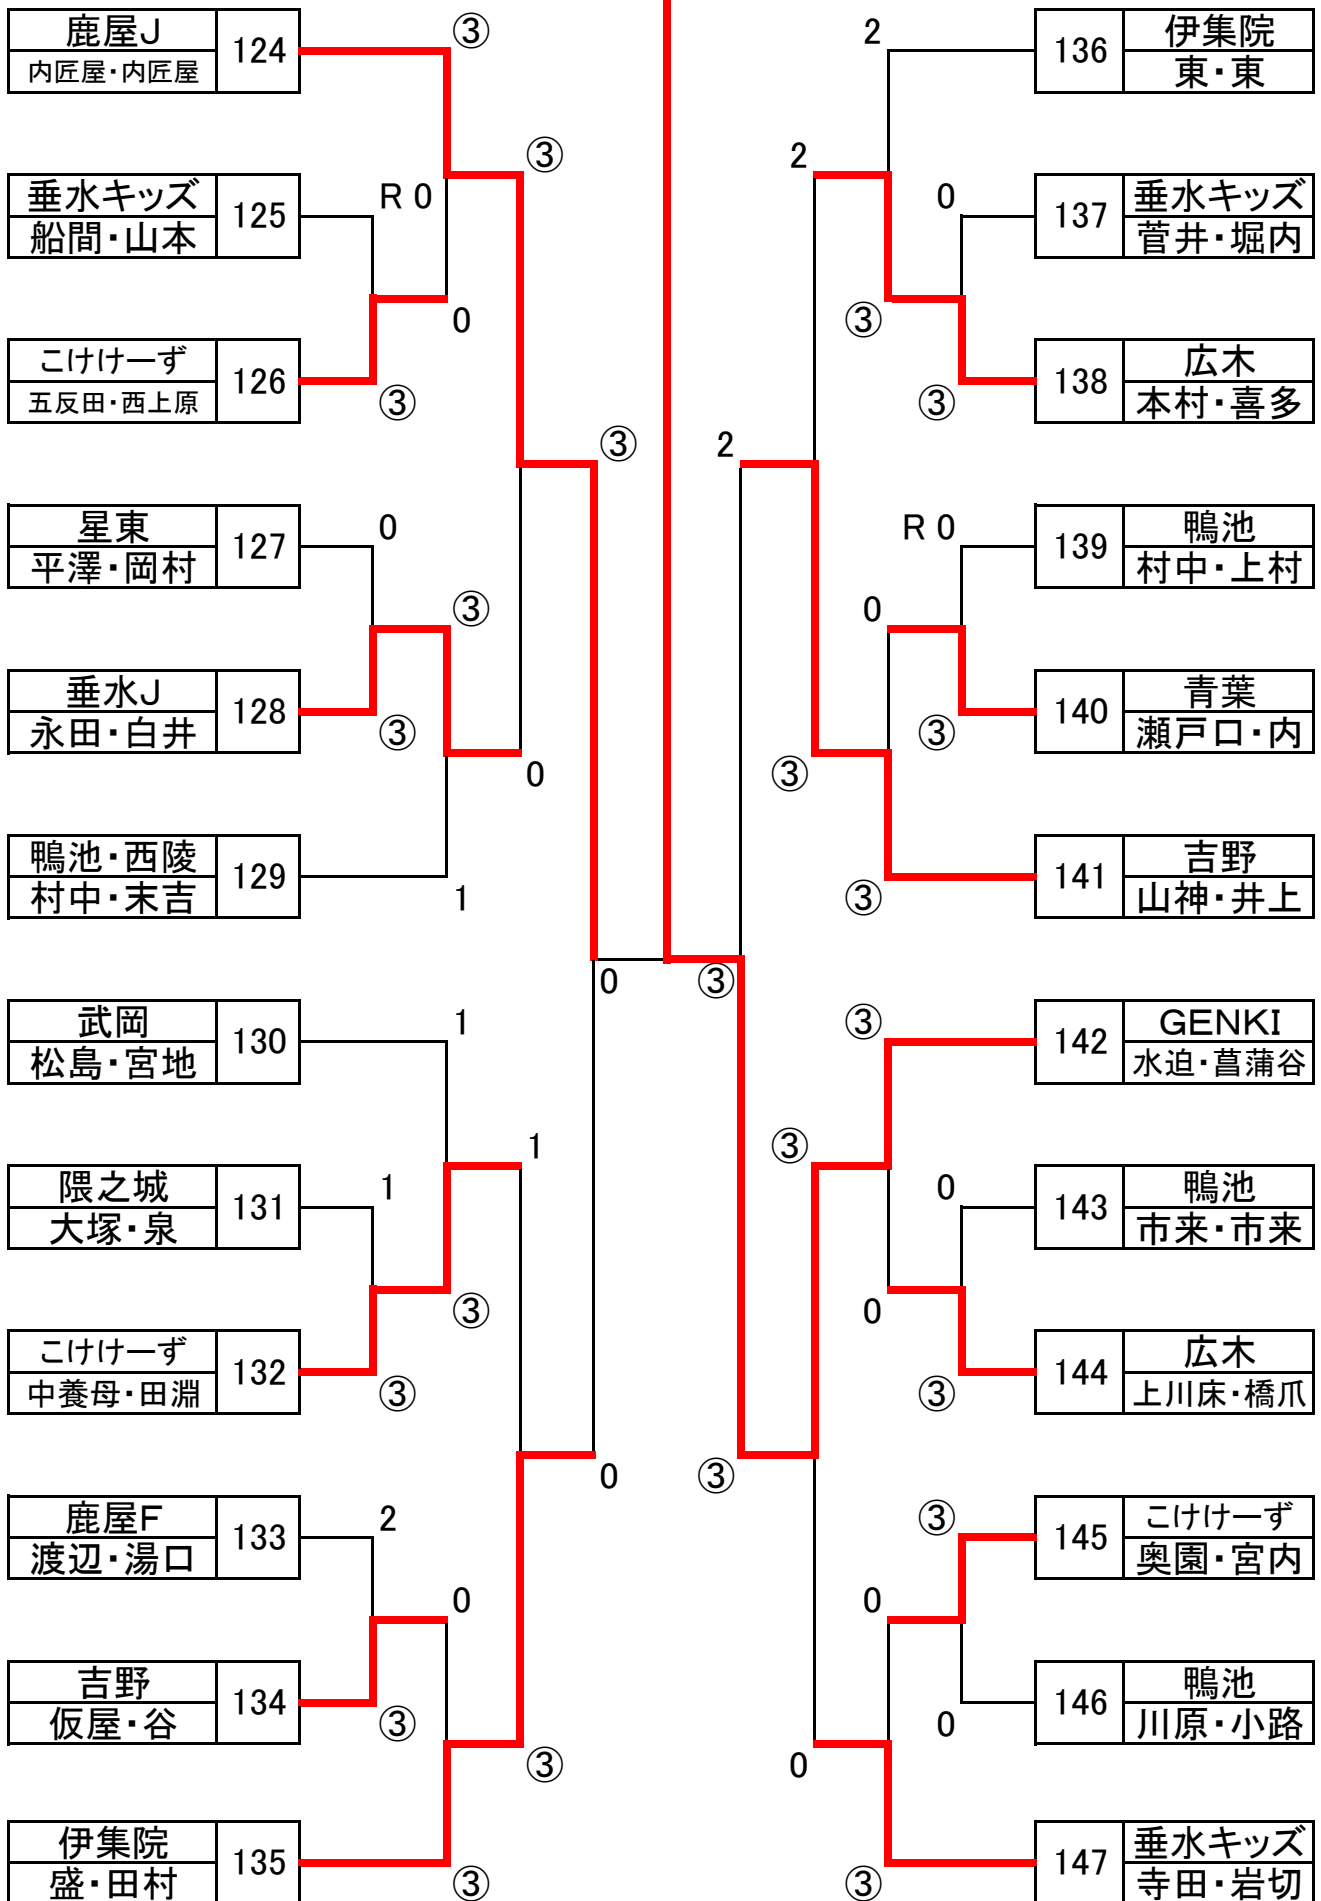 鹿屋J
内匠屋・内匠屋
124
③
垂水キッズ
船間・山本
125
R 0
③
こけけーず
五反田・西上原
126
③
0
③
星東
平澤・岡村
127
0
③
垂水J
永田・白井
128
③
0
鴨池・西陵
村中・末吉
129
1
0
武岡
松島・宮地
130
1
隈之城
大塚・泉
131
1
1
こけけーず
中養母・田淵
132
③
③
鹿屋F
渡辺・湯口
133
2
0
0
吉野
仮屋・谷
134
③
③
伊集院
盛・田村
135
③
2
136
伊集院
東・東
2
0
137
垂水キッズ
菅井・堀内
③
③
138
広木
本村・喜多
2
R 0
139
鴨池
村中・上村
0
③
140
青葉
瀬戸口・内
③
③
141
吉野
山神・井上
③
③
142
GENKI
水迫・菖蒲谷
③
0
143
鴨池
市来・市来
0
③
144
広木
上川床・橋爪
③
③
145
こけけーず
奥園・宮内
0
0
146
鴨池
川原・小路
0
③
147
垂水キッズ
寺田・岩切